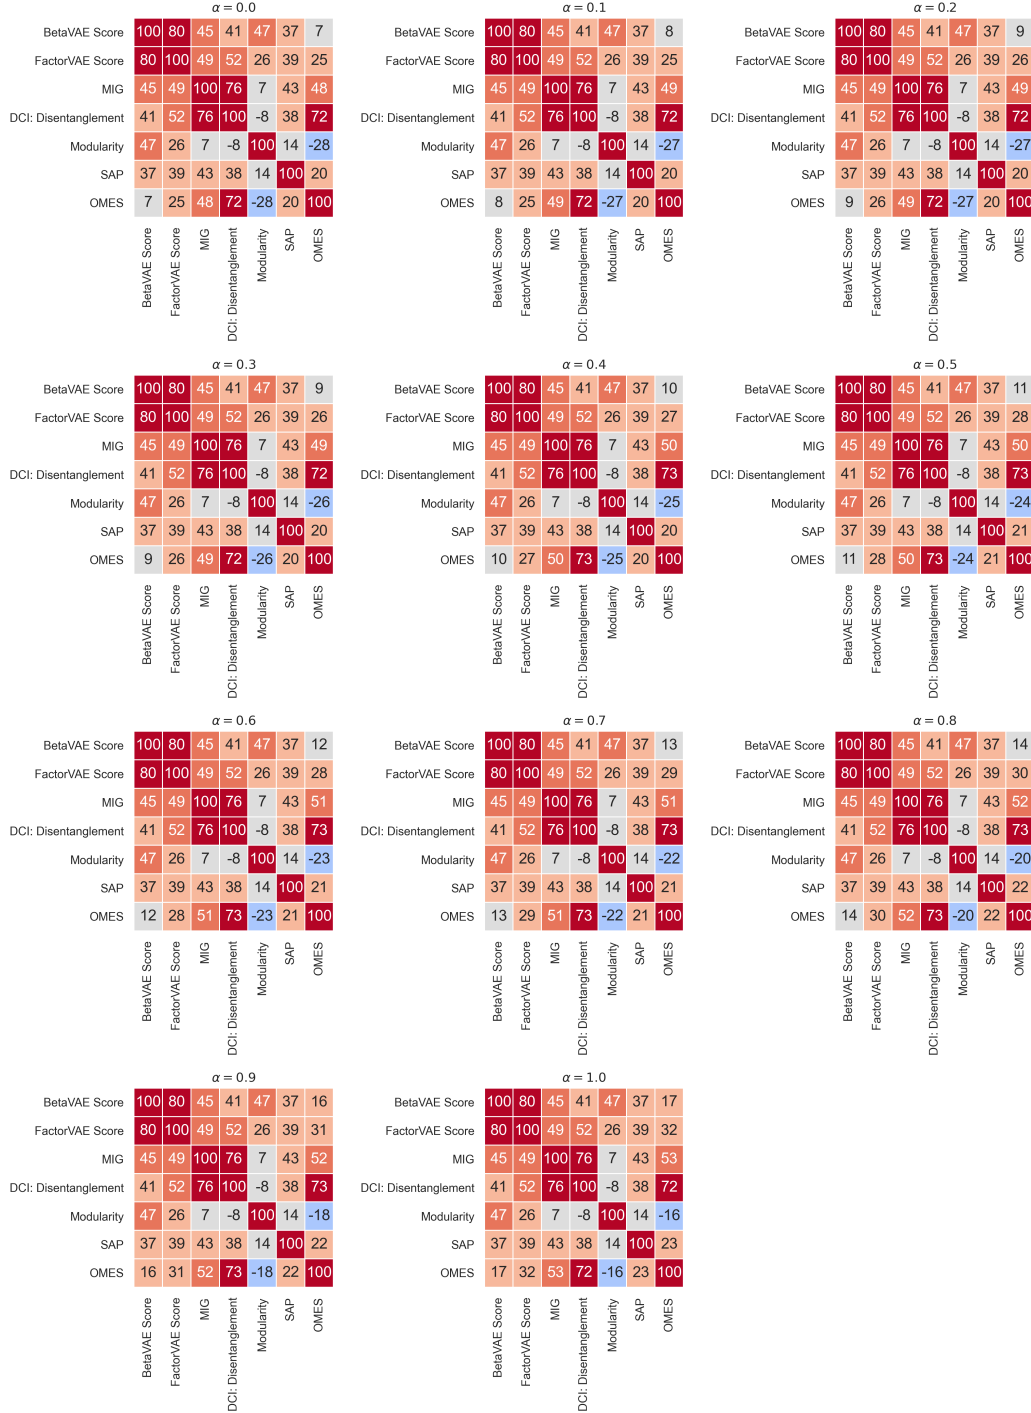 α = 0.0
BetaVAE Score 100 80 45 41 47 37 7
FactorVAE Score 80 100 49 52 26 39 25
MIG 45 49 100 76 7 43 48
DCI: Disentanglement 41 52 76 100 -8 38 72
Modularity 47 26 7 -8 100 14 -28
SAP 37 39 43 38 14 100 20
OMES 7 25 48 72 -28 20 100
BetaVAE Score
FactorVAE Score
MIG
DCI: Disentanglement
Modularity
SAP
OMES
α = 0.1
BetaVAE Score 100 80 45 41 47 37 8
FactorVAE Score 80 100 49 52 26 39 25
MIG 45 49 100 76 7 43 49
DCI: Disentanglement 41 52 76 100 -8 38 72
Modularity 47 26 7 -8 100 14 -27
SAP 37 39 43 38 14 100 20
OMES 8 25 49 72 -27 20 100
BetaVAE Score
FactorVAE Score
MIG
DCI: Disentanglement
Modularity
SAP
OMES
α = 0.2
BetaVAE Score 100 80 45 41 47 37 9
FactorVAE Score 80 100 49 52 26 39 26
MIG 45 49 100 76 7 43 49
DCI: Disentanglement 41 52 76 100 -8 38 72
Modularity 47 26 7 -8 100 14 -27
SAP 37 39 43 38 14 100 20
OMES 9 26 49 72 -27 20 100
BetaVAE Score
FactorVAE Score
MIG
DCI: Disentanglement
Modularity
SAP
OMES
α = 0.3
BetaVAE Score 100 80 45 41 47 37 9
FactorVAE Score 80 100 49 52 26 39 26
MIG 45 49 100 76 7 43 49
DCI: Disentanglement 41 52 76 100 -8 38 72
Modularity 47 26 7 -8 100 14 -26
SAP 37 39 43 38 14 100 20
OMES 9 26 49 72 -26 20 100
BetaVAE Score
FactorVAE Score
MIG
DCI: Disentanglement
Modularity
SAP
OMES
α = 0.4
BetaVAE Score 100 80 45 41 47 37 10
FactorVAE Score 80 100 49 52 26 39 27
MIG 45 49 100 76 7 43 50
DCI: Disentanglement 41 52 76 100 -8 38 73
Modularity 47 26 7 -8 100 14 -25
SAP 37 39 43 38 14 100 20
OMES 10 27 50 73 -25 20 100
BetaVAE Score
FactorVAE Score
MIG
DCI: Disentanglement
Modularity
SAP
OMES
α = 0.5
BetaVAE Score 100 80 45 41 47 37 11
FactorVAE Score 80 100 49 52 26 39 28
MIG 45 49 100 76 7 43 50
DCI: Disentanglement 41 52 76 100 -8 38 73
Modularity 47 26 7 -8 100 14 -24
SAP 37 39 43 38 14 100 21
OMES 11 28 50 73 -24 21 100
BetaVAE Score
FactorVAE Score
MIG
DCI: Disentanglement
Modularity
SAP
OMES
α = 0.6
BetaVAE Score 100 80 45 41 47 37 12
FactorVAE Score 80 100 49 52 26 39 28
MIG 45 49 100 76 7 43 51
DCI: Disentanglement 41 52 76 100 -8 38 73
Modularity 47 26 7 -8 100 14 -23
SAP 37 39 43 38 14 100 21
OMES 12 28 51 73 -23 21 100
BetaVAE Score
FactorVAE Score
MIG
DCI: Disentanglement
Modularity
SAP
OMES
α = 0.7
BetaVAE Score 100 80 45 41 47 37 13
FactorVAE Score 80 100 49 52 26 39 29
MIG 45 49 100 76 7 43 51
DCI: Disentanglement 41 52 76 100 -8 38 73
Modularity 47 26 7 -8 100 14 -22
SAP 37 39 43 38 14 100 21
OMES 13 29 51 73 -22 21 100
BetaVAE Score
FactorVAE Score
MIG
DCI: Disentanglement
Modularity
SAP
OMES
α = 0.8
BetaVAE Score 100 80 45 41 47 37 14
FactorVAE Score 80 100 49 52 26 39 30
MIG 45 49 100 76 7 43 52
DCI: Disentanglement 41 52 76 100 -8 38 73
Modularity 47 26 7 -8 100 14 -20
SAP 37 39 43 38 14 100 22
OMES 14 30 52 73 -20 22 100
BetaVAE Score
FactorVAE Score
MIG
DCI: Disentanglement
Modularity
SAP
OMES
α = 0.9
BetaVAE Score 100 80 45 41 47 37 16
FactorVAE Score 80 100 49 52 26 39 31
MIG 45 49 100 76 7 43 52
DCI: Disentanglement 41 52 76 100 -8 38 73
Modularity 47 26 7 -8 100 14 -18
SAP 37 39 43 38 14 100 22
OMES 16 31 52 73 -18 22 100
BetaVAE Score
FactorVAE Score
MIG
DCI: Disentanglement
Modularity
SAP
OMES
α = 1.0
BetaVAE Score 100 80 45 41 47 37 17
FactorVAE Score 80 100 49 52 26 39 32
MIG 45 49 100 76 7 43 53
DCI: Disentanglement 41 52 76 100 -8 38 72
Modularity 47 26 7 -8 100 14 -16
SAP 37 39 43 38 14 100 23
OMES 17 32 53 72 -16 23 100
BetaVAE Score
FactorVAE Score
MIG
DCI: Disentanglement
Modularity
SAP
OMES